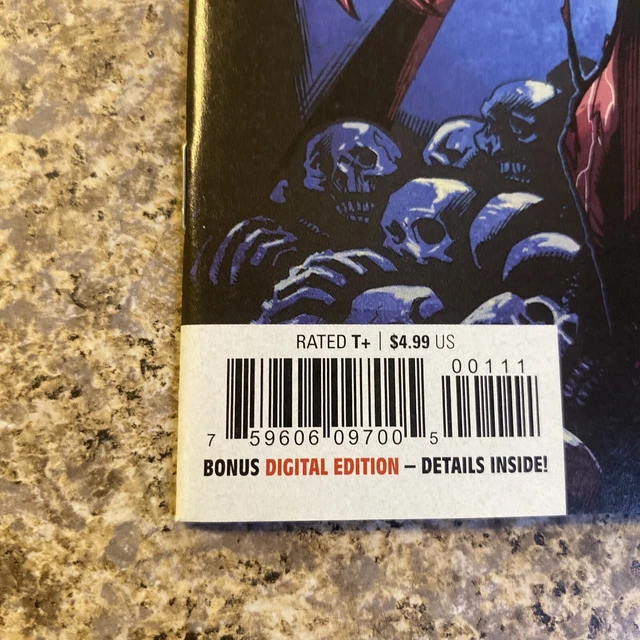 RATED T+ | $4.99 US
00111
7 59606 09700 5
BONUS DIGITAL EDITION – DETAILS INSIDE!